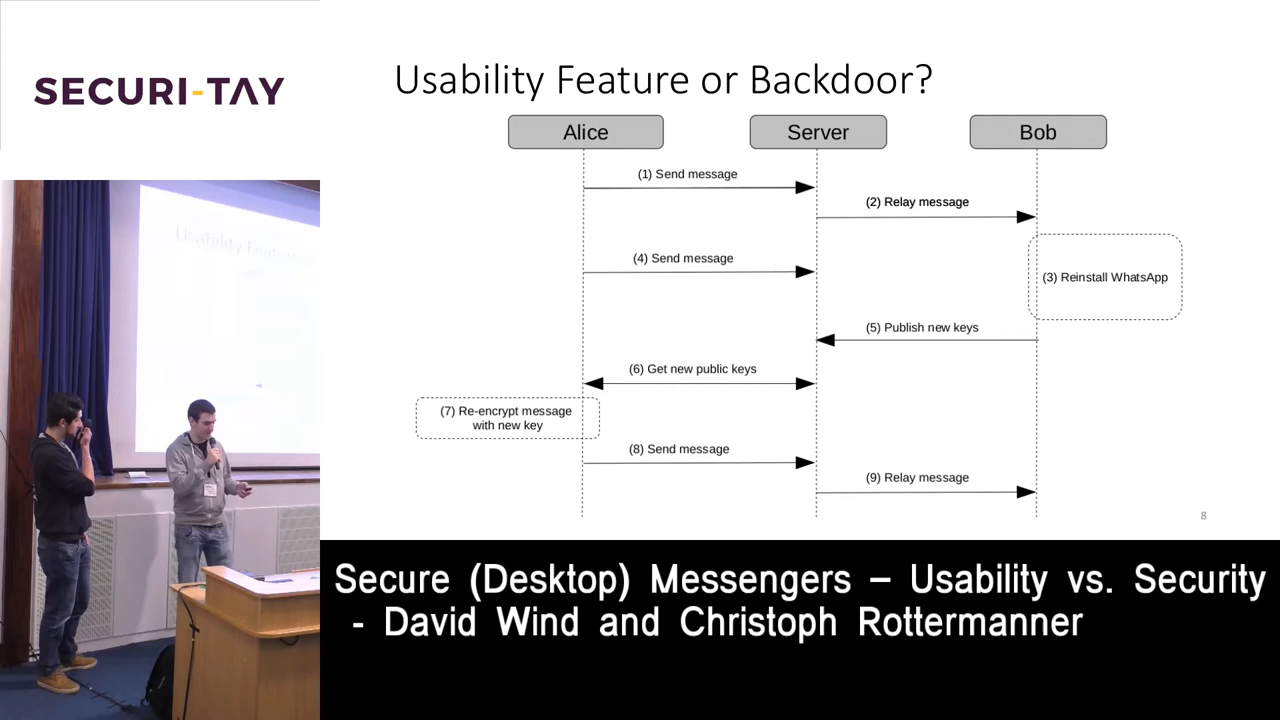 SECURI-TAY
Usability Feature or Backdoor?
Alice
Server
Bob
(1) Send message
(2) Relay message
(3) Reinstall WhatsApp
(4) Send message
(5) Publish new keys
(6) Get new public keys
(7) Re-encrypt message
with new key
(8) Send message
(9) Relay message
8
Secure (Desktop) Messengers – Usability vs. Security
- David Wind and Christoph Rottermanner